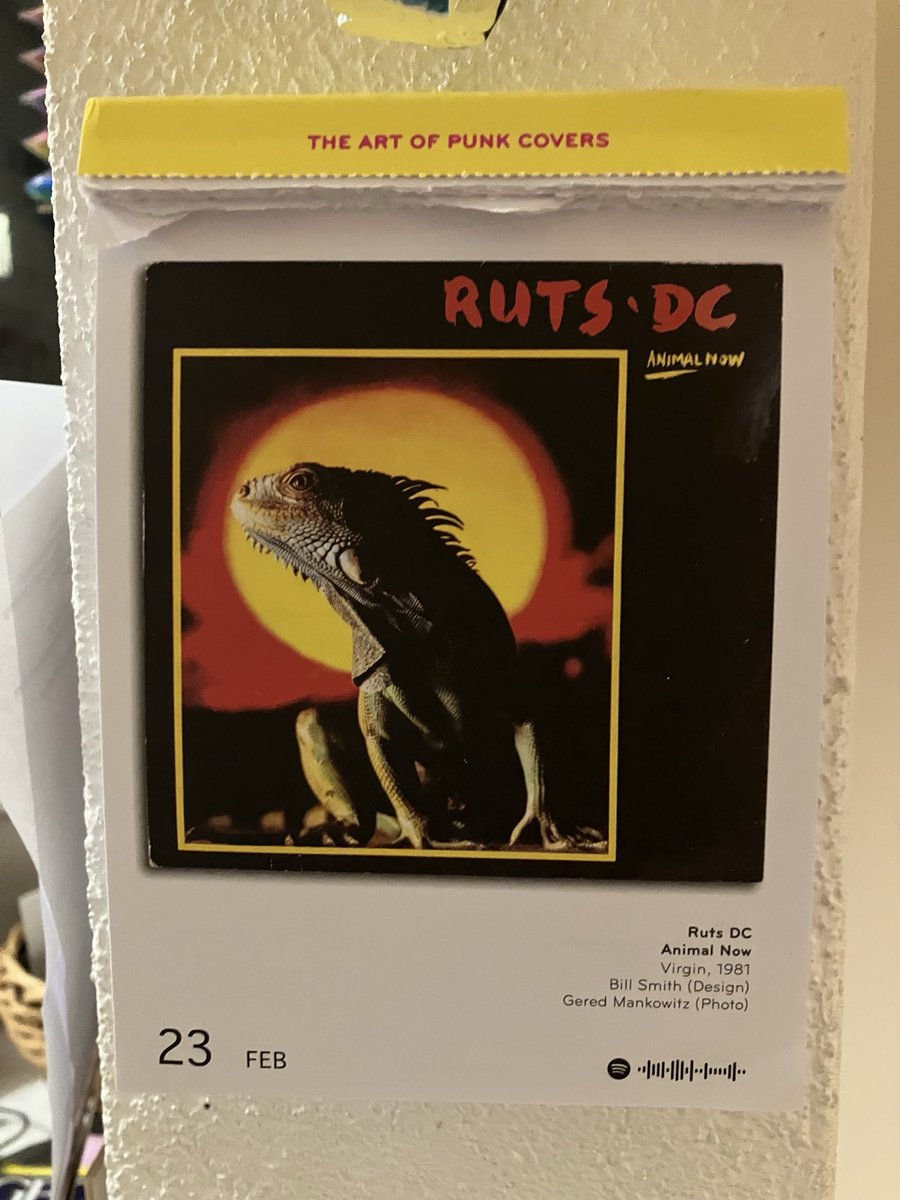 THE ART OF PUNK COVERS
RUTS·DC
ANIMAL NOW
Ruts DC
Animal Now
Virgin, 1981
Bill Smith (Design)
Gered Mankowitz (Photo)
23 FEB